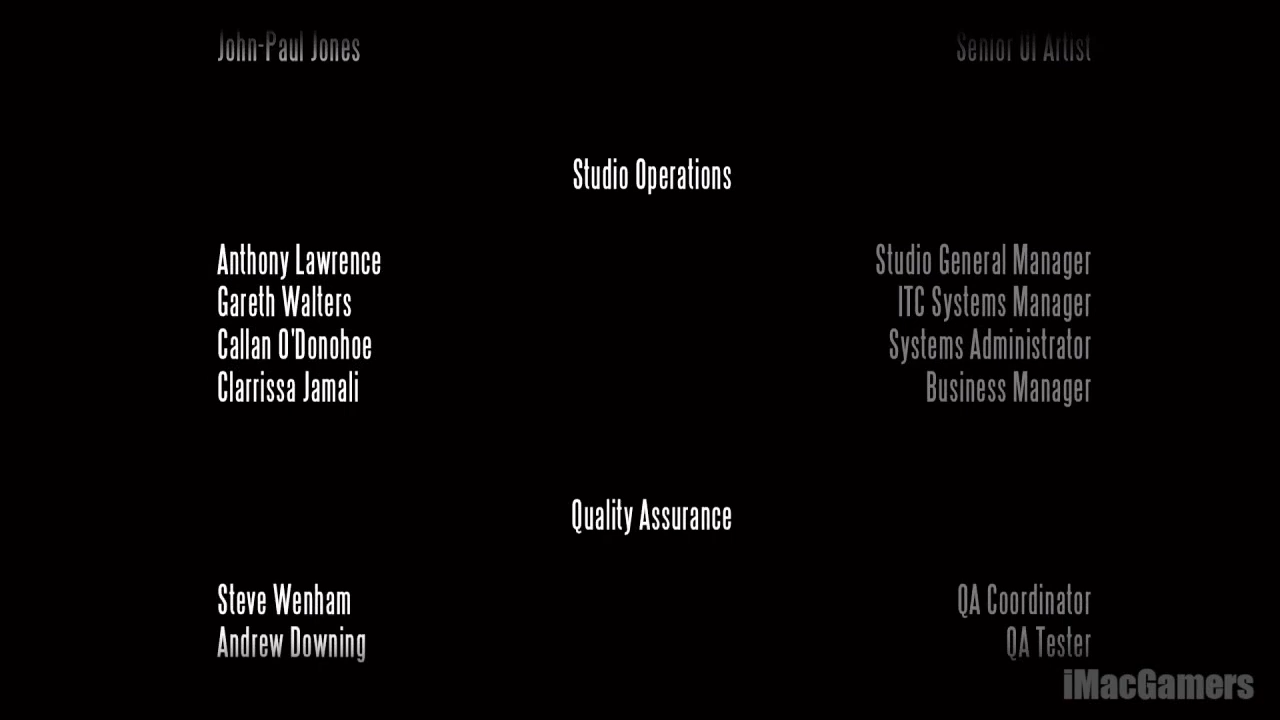 John-Paul Jones Senior UI Artist
Studio Operations
Anthony Lawrence Studio General Manager
Gareth Walters ITC Systems Manager
Callan O'Donohoe Systems Administrator
Clarrissa Jamali Business Manager
Quality Assurance
Steve Wenham QA Coordinator
Andrew Downing QA Tester
iMacGamers